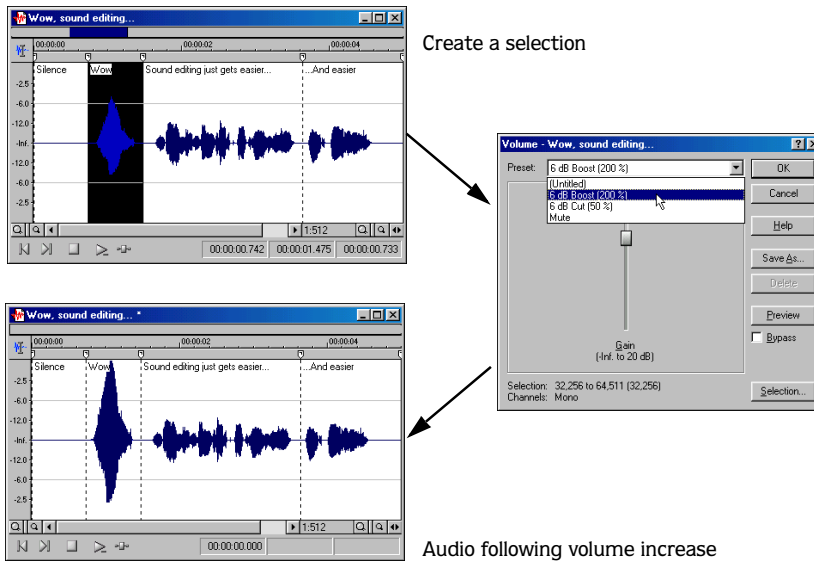 Wow, sound editing...
00:00:00 00:00:02 00:00:04
Silence Wow Sound editing just gets easier... ...And easier
-2.5
-6.0
-12.0
-Inf.
-12.0
-6.0
-2.5
1:512
00:00:00.742 00:00:01.475 00:00:00.733
Create a selection
Volume - Wow, sound editing...
Preset: 6 dB Boost (200 %)
(Untitled)
6 dB Boost (200 %)
6 dB Cut (50 %)
Mute
OK
Cancel
Help
Save As...
Delete
Preview
Bypass
Gain
(-Inf. to 20 dB)
Selection: 32,256 to 64,511 (32,256)
Channels: Mono
Selection...
Wow, sound editing... *
00:00:00 00:00:02 00:00:04
Silence Wow Sound editing just gets easier... ...And easier
-2.5
-6.0
-12.0
-Inf.
-12.0
-6.0
-2.5
1:512
00:00:00.000
Audio following volume increase